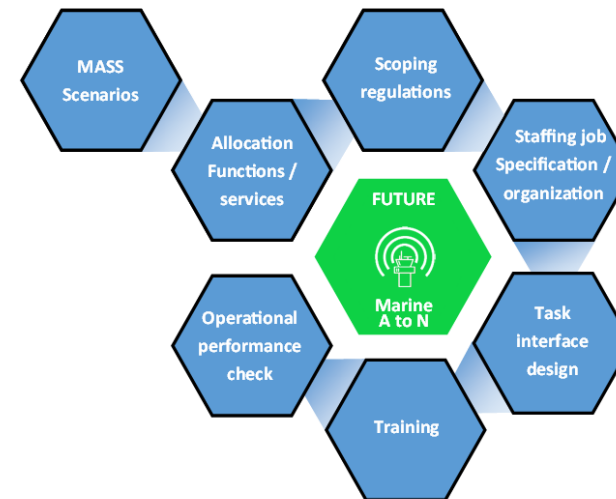 MASS
Scenarios
Allocation
Functions /
services
Scoping
regulations
Staffing job
Specification /
organization
Task
interface
design
Training
Operational
performance
check
FUTURE
Marine
A to N